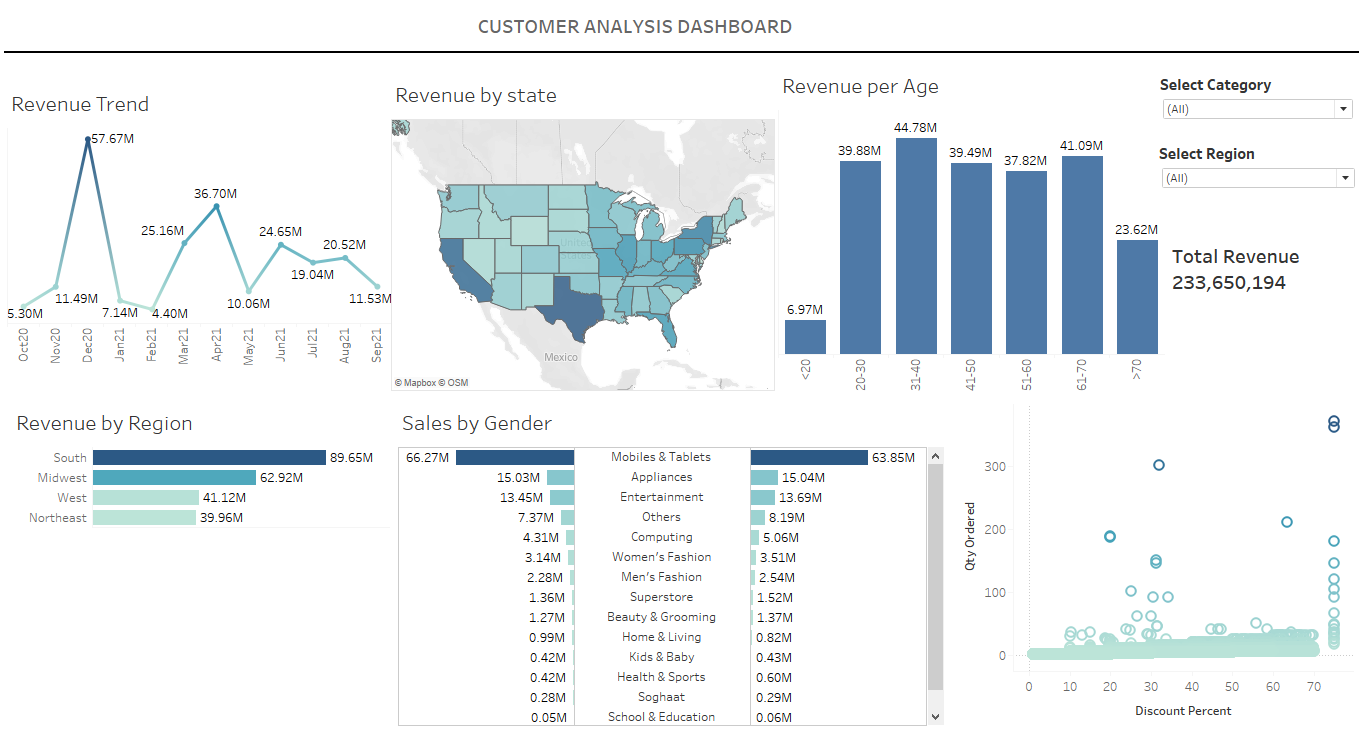 CUSTOMER ANALYSIS DASHBOARD
Revenue Trend
57.67M
36.70M
25.16M
24.65M
20.52M
19.04M
11.49M
11.53M
10.06M
7.14M
5.30M
4.40M
Oct20
Nov20
Dec20
Jan21
Feb21
Mar21
Apr21
May21
Jun21
Jul21
Aug21
Sep21
Revenue by state
United
States
Mexico
© Mapbox © OSM
Revenue per Age
6.97M
39.88M
44.78M
39.49M
37.82M
41.09M
23.62M
<20
20-30
31-40
41-50
51-60
61-70
>70
Select Category
(All)
Select Region
(All)
Total Revenue
233,650,194
Revenue by Region
South 89.65M
Midwest 62.92M
West 41.12M
Northeast 39.96M
Sales by Gender
66.27M Mobiles & Tablets 63.85M
15.03M Appliances 15.04M
13.45M Entertainment 13.69M
7.37M Others 8.19M
4.31M Computing 5.06M
3.14M Women's Fashion 3.51M
2.28M Men's Fashion 2.54M
1.36M Superstore 1.52M
1.27M Beauty & Grooming 1.37M
0.99M Home & Living 0.82M
0.42M Kids & Baby 0.43M
0.42M Health & Sports 0.60M
0.28M Soghaat 0.29M
0.05M School & Education 0.06M
Qty Ordered
300
200
100
0
0 10 20 30 40 50 60 70
Discount Percent